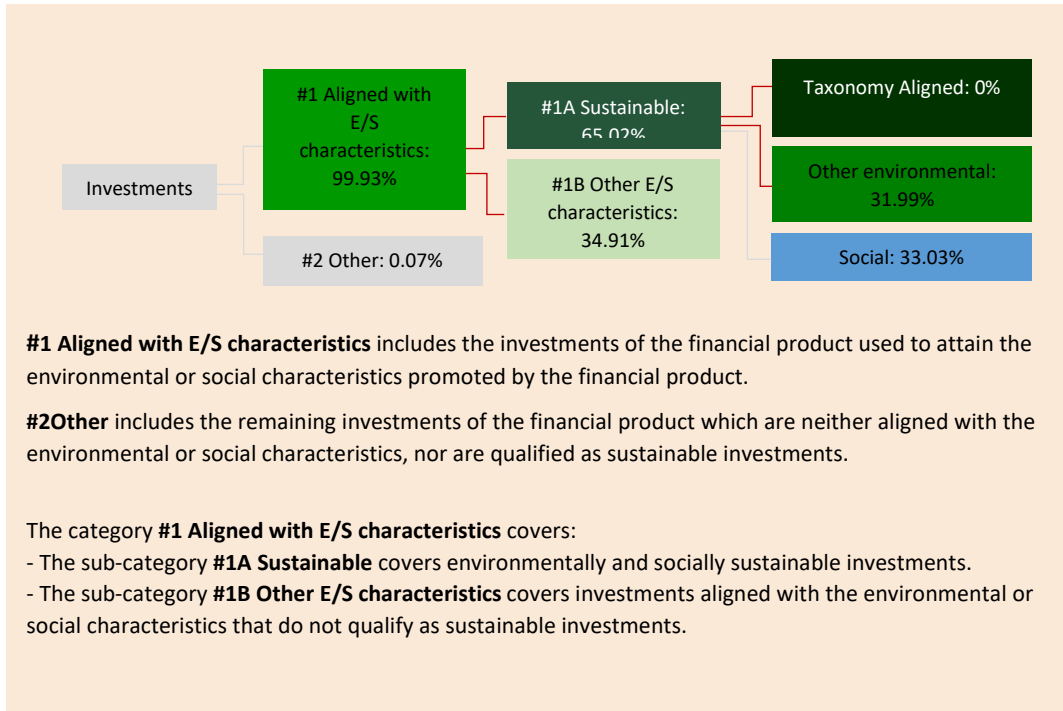 Investments
#1 Aligned with
E/S
characteristics:
99.93%
#2 Other: 0.07%
#1A Sustainable:
65.02%
#1B Other E/S
characteristics:
34.91%
Taxonomy Aligned: 0%
Other environmental:
31.99%
Social: 33.03%
#1 Aligned with E/S characteristics includes the investments of the financial product used to attain the
environmental or social characteristics promoted by the financial product.
#2Other includes the remaining investments of the financial product which are neither aligned with the
environmental or social characteristics, nor are qualified as sustainable investments.
The category #1 Aligned with E/S characteristics covers:
- The sub-category #1A Sustainable covers environmentally and socially sustainable investments.
- The sub-category #1B Other E/S characteristics covers investments aligned with the environmental or
social characteristics that do not qualify as sustainable investments.